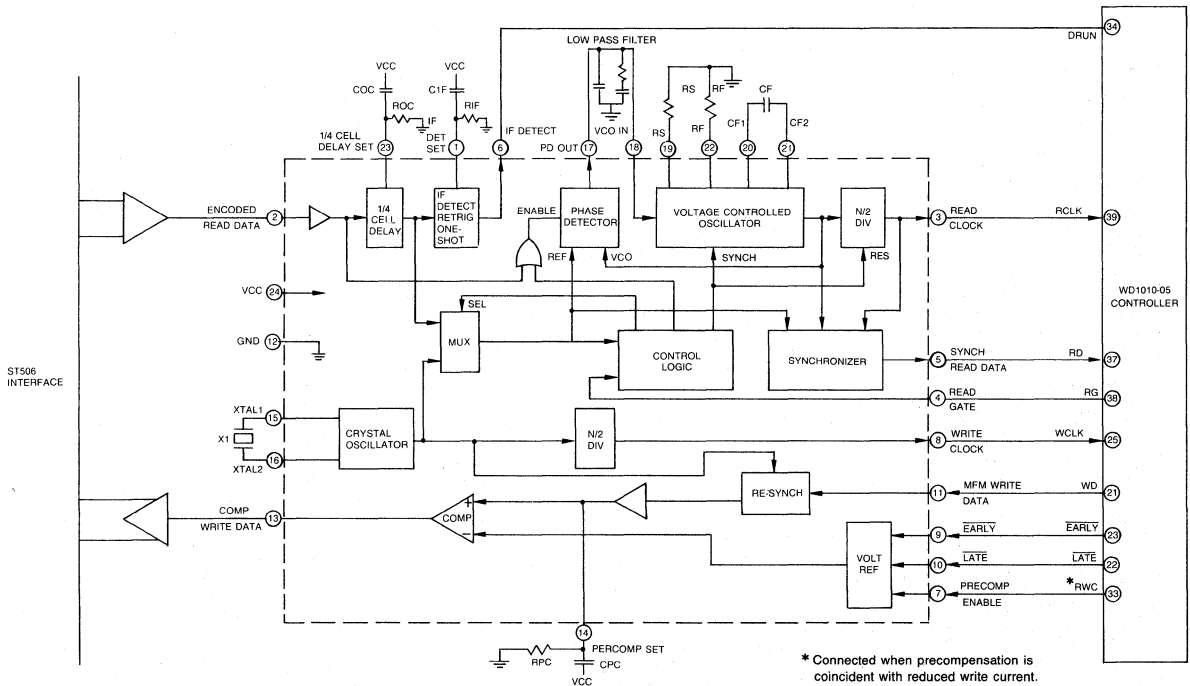 34
DRUN
LOW PASS FILTER
VCC
VCC
COC
C1F
RS
RF
CF
ROC
IF
RIF
CF1
CF2
1/4 CELL
DELAY SET
23
DET
SET
1
6
IF DETECT
PD OUT
17
VCO IN
18
RS
19
RF
22
20
21
ENCODED
READ DATA
2
1/4
CELL
DELAY
IF
DETECT
RETRIG
ONE-
SHOT
ENABLE
PHASE
DETECTOR
VOLTAGE CONTROLLED
OSCILLATOR
N/2
DIV
3
READ
CLOCK
RCLK
39
REF
VCO
SYNCH
RES
VCC
24
SEL
WD1010-05
CONTROLLER
GND
12
MUX
CONTROL
LOGIC
SYNCHRONIZER
5
SYNCH
READ DATA
RD
37
ST506
INTERFACE
4
READ
GATE
RG
38
XTAL1
15
X1
16
XTAL2
CRYSTAL
OSCILLATOR
N/2
DIV
8
WRITE
CLOCK
WCLK
25
RE-SYNCH
11
MFM WRITE
DATA
WD
21
COMP
WRITE DATA
13
COMP
+
−
9
EARLY
EARLY
23
VOLT
REF
10
LATE
LATE
22
7
PRECOMP
ENABLE
*RWC
33
14
PERCOMP SET
RPC
CPC
VCC
* Connected when precompensation is
coincident with reduced write current.